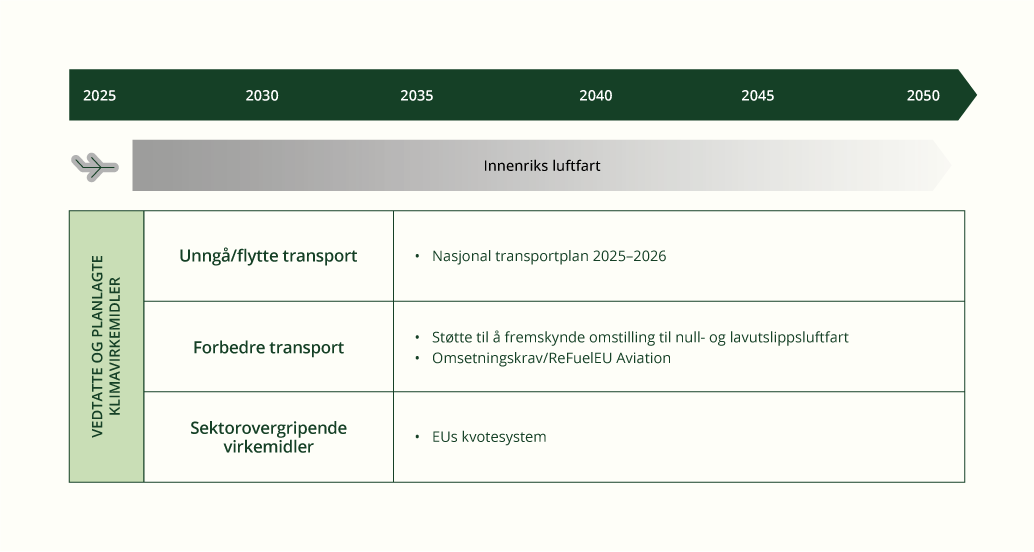 2025 2030 2035 2040 2045 2050
Innenriks luftfart
VEDTATTE OG PLANLAGTE
KLIMAVIRKEMIDLER
Unngå/flytte transport
• Nasjonal transportplan 2025–2026
Forbedre transport
• Støtte til å fremskynde omstilling til null- og lavutslippsluftfart
• Omsetningskrav/ReFuelEU Aviation
Sektorovergripende
virkemidler
• EUs kvotesystem